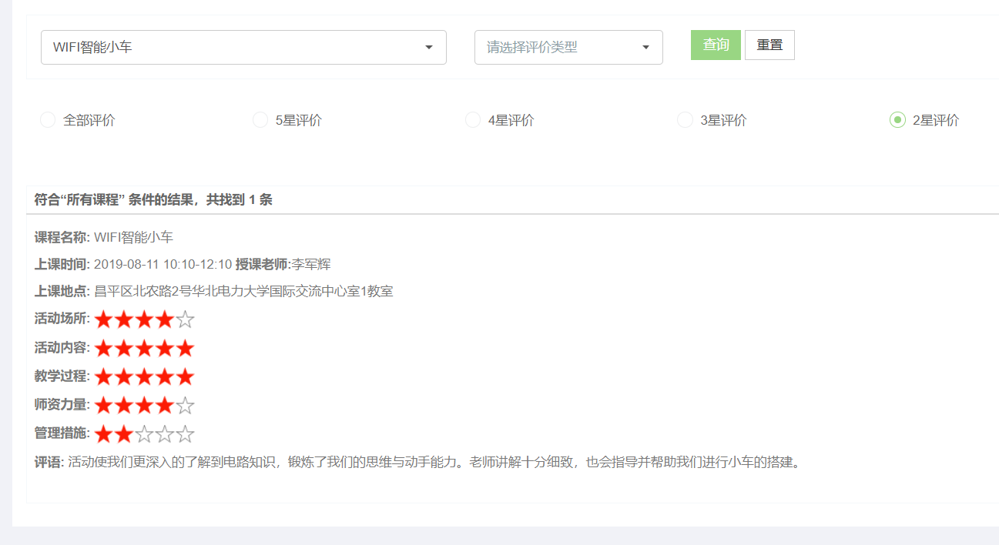 WIFI智能小车 请选择评价类型 查询 重置
全部评价 5星评价 4星评价 3星评价 2星评价
符合“所有课程” 条件的结果，共找到 1 条
课程名称: WIFI智能小车
上课时间: 2019-08-11 10:10-12:10 授课老师:李军辉
上课地点: 昌平区北农路2号华北电力大学国际交流中心室1教室
活动场所:
活动内容:
教学过程:
师资力量:
管理措施:
评语: 活动使我们更深入的了解到电路知识，锻炼了我们的思维与动手能力。老师讲解十分细致，也会指导并帮助我们进行小车的搭建。